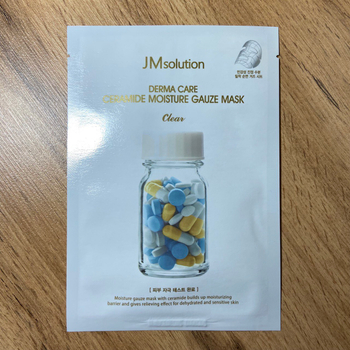 JMsolution
DERMA CARE
CERAMIDE MOISTURE GAUZE MASK
Clear
[ 피부 자극 테스트 완료 ]
Moisture gauze mask with ceramide builds up moisturizing
barrier and gives relieving effect for dehydrated and sensitive skin